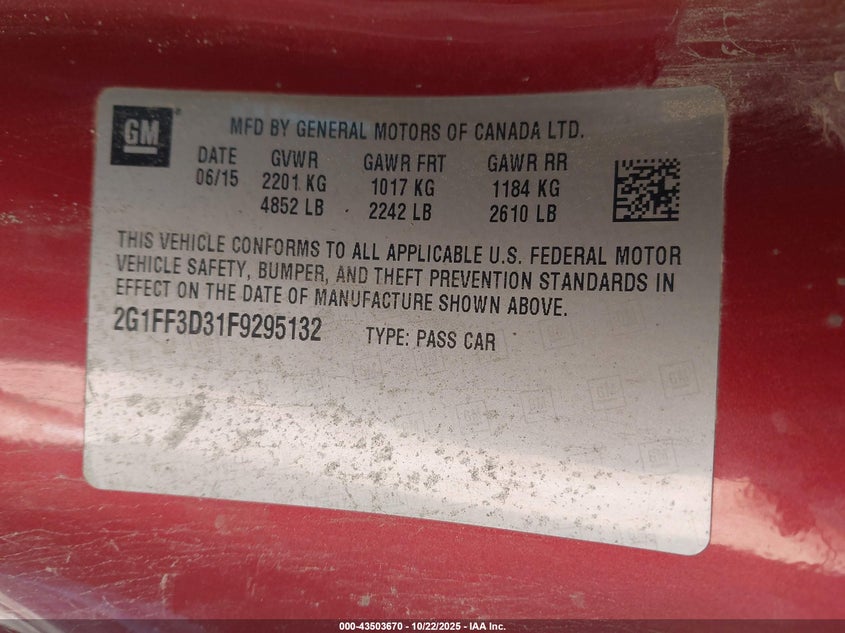 GM
MFD BY GENERAL MOTORS OF CANADA LTD.
DATE GVWR GAWR FRT GAWR RR
06/15 2201 KG 1017 KG 1184 KG
4852 LB 2242 LB 2610 LB
THIS VEHICLE CONFORMS TO ALL APPLICABLE U.S. FEDERAL MOTOR
VEHICLE SAFETY, BUMPER, AND THEFT PREVENTION STANDARDS IN
EFFECT ON THE DATE OF MANUFACTURE SHOWN ABOVE.
2G1FF3D31F9295132 TYPE: PASS CAR
000-43503670 - 10/22/2025 - IAA Inc.